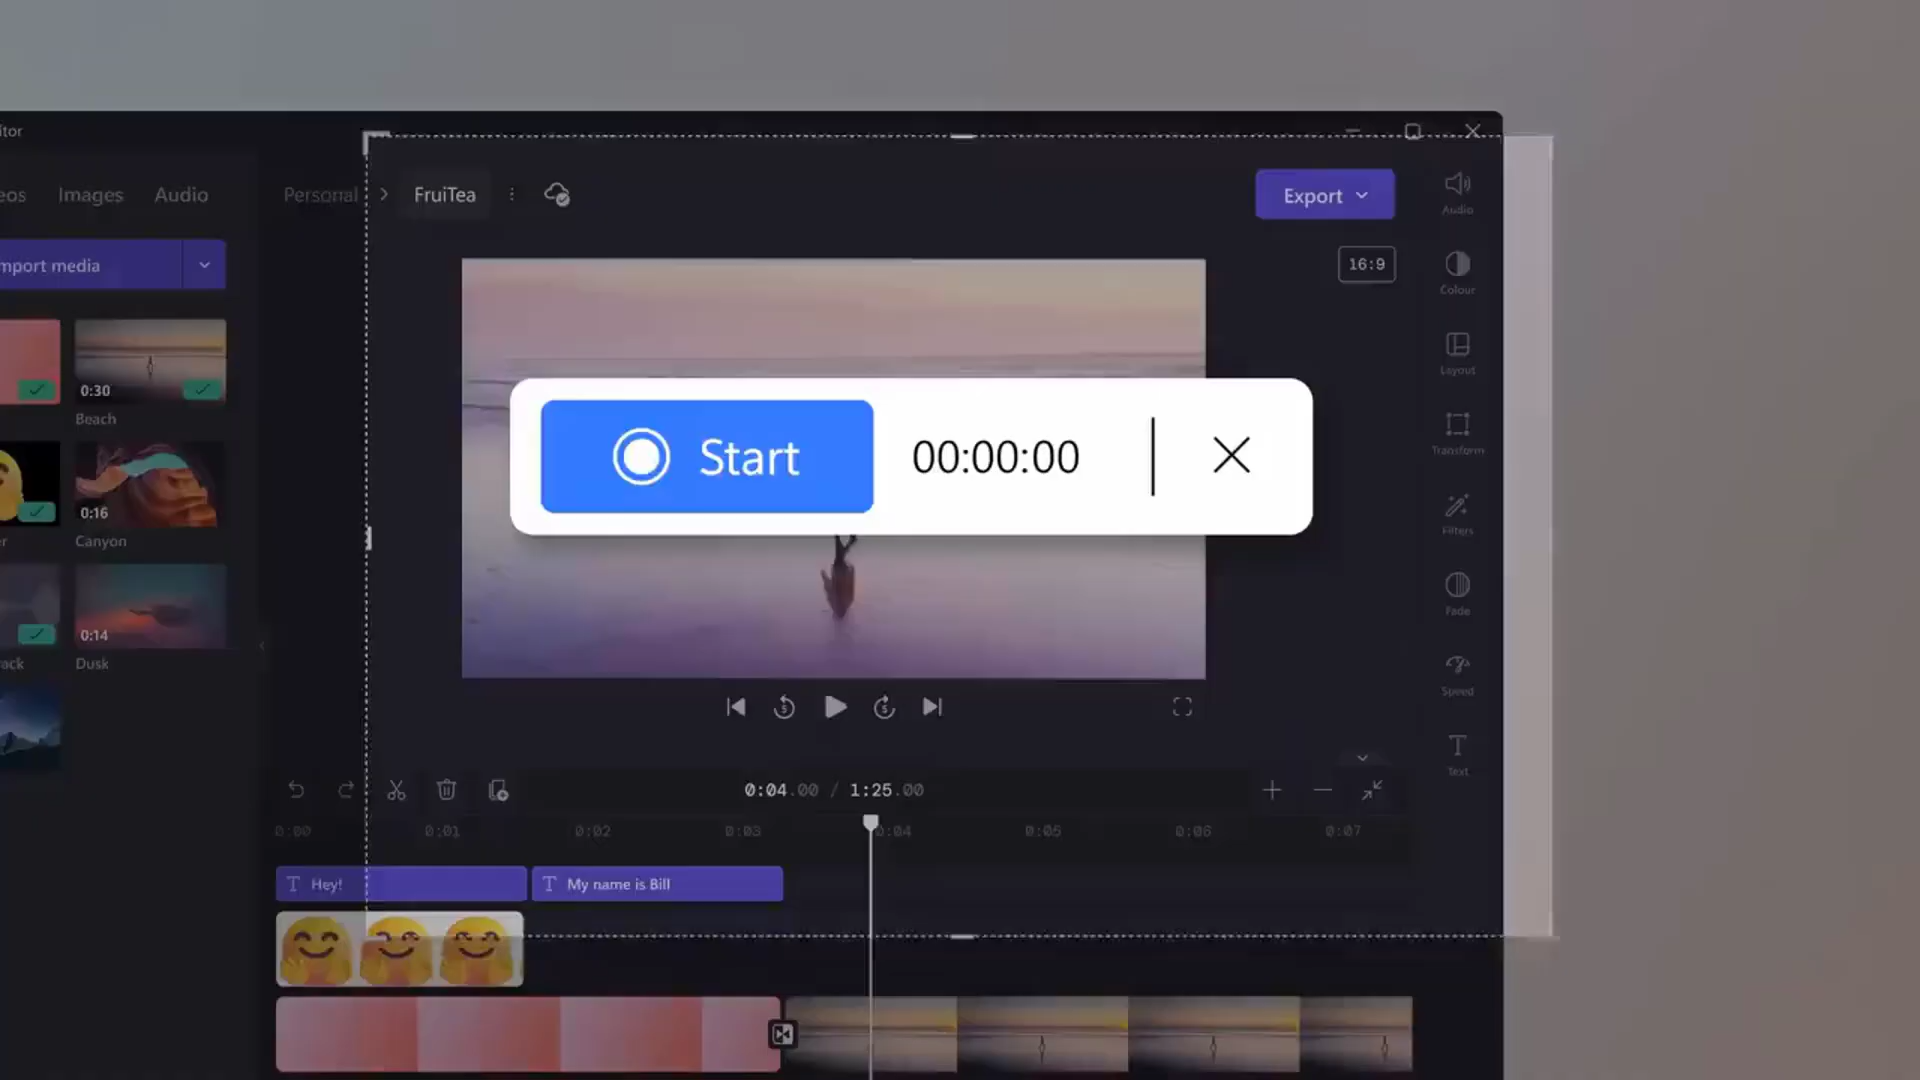 itor
eos Images Audio
Personal FruiTea
Export
Audio
mport media
16:9
Colour
0:30
Beach
Layout
Start 00:00:00
Transform
0:16
Canyon
Filters
Fade
0:14
ack Dusk
Speed
5 5
Text
0:04.00 / 1:25.00
0:00 0:01 0:02 0:03 0:04 0:05 0:06 0:07
Hey! My name is Bill